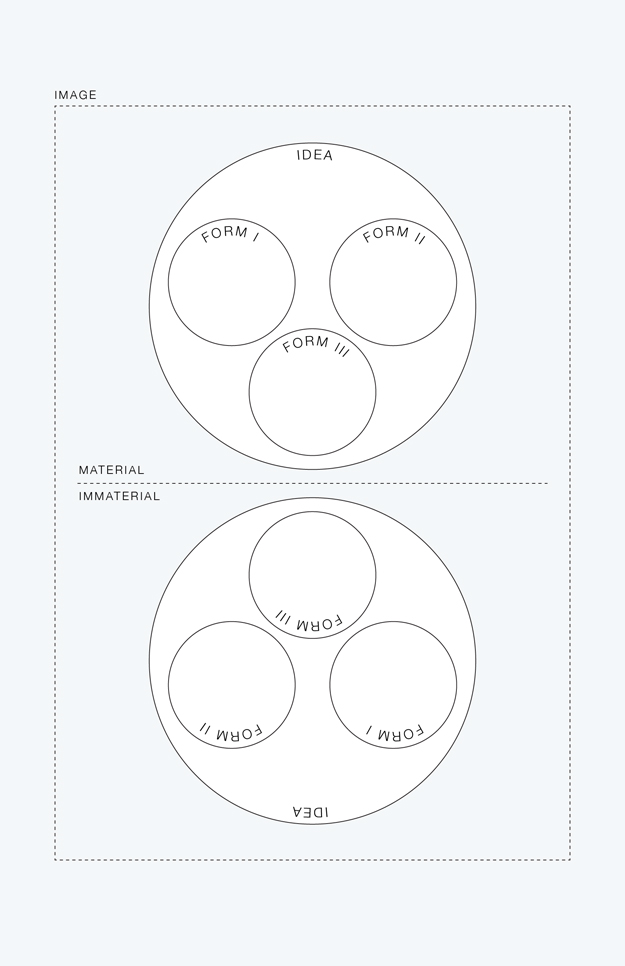 IMAGE
IDEA
FORM I
FORM II
FORM III
MATERIAL
IMMATERIAL
FORM III
FORM II
FORM I
IDEA